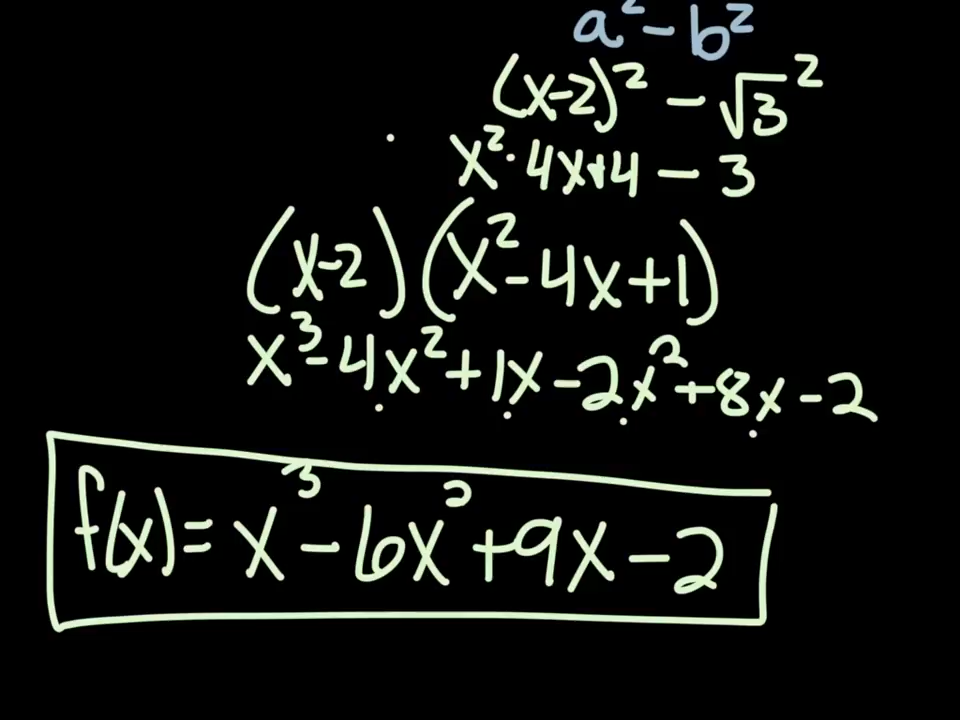 a² - b²
(x-2)² - √3²
x² · 4x+4 - 3
(x-2)(x²-4x+1)
x³-4x²+1x-2x²+8x-2
f(x)= x³-6x²+9x-2